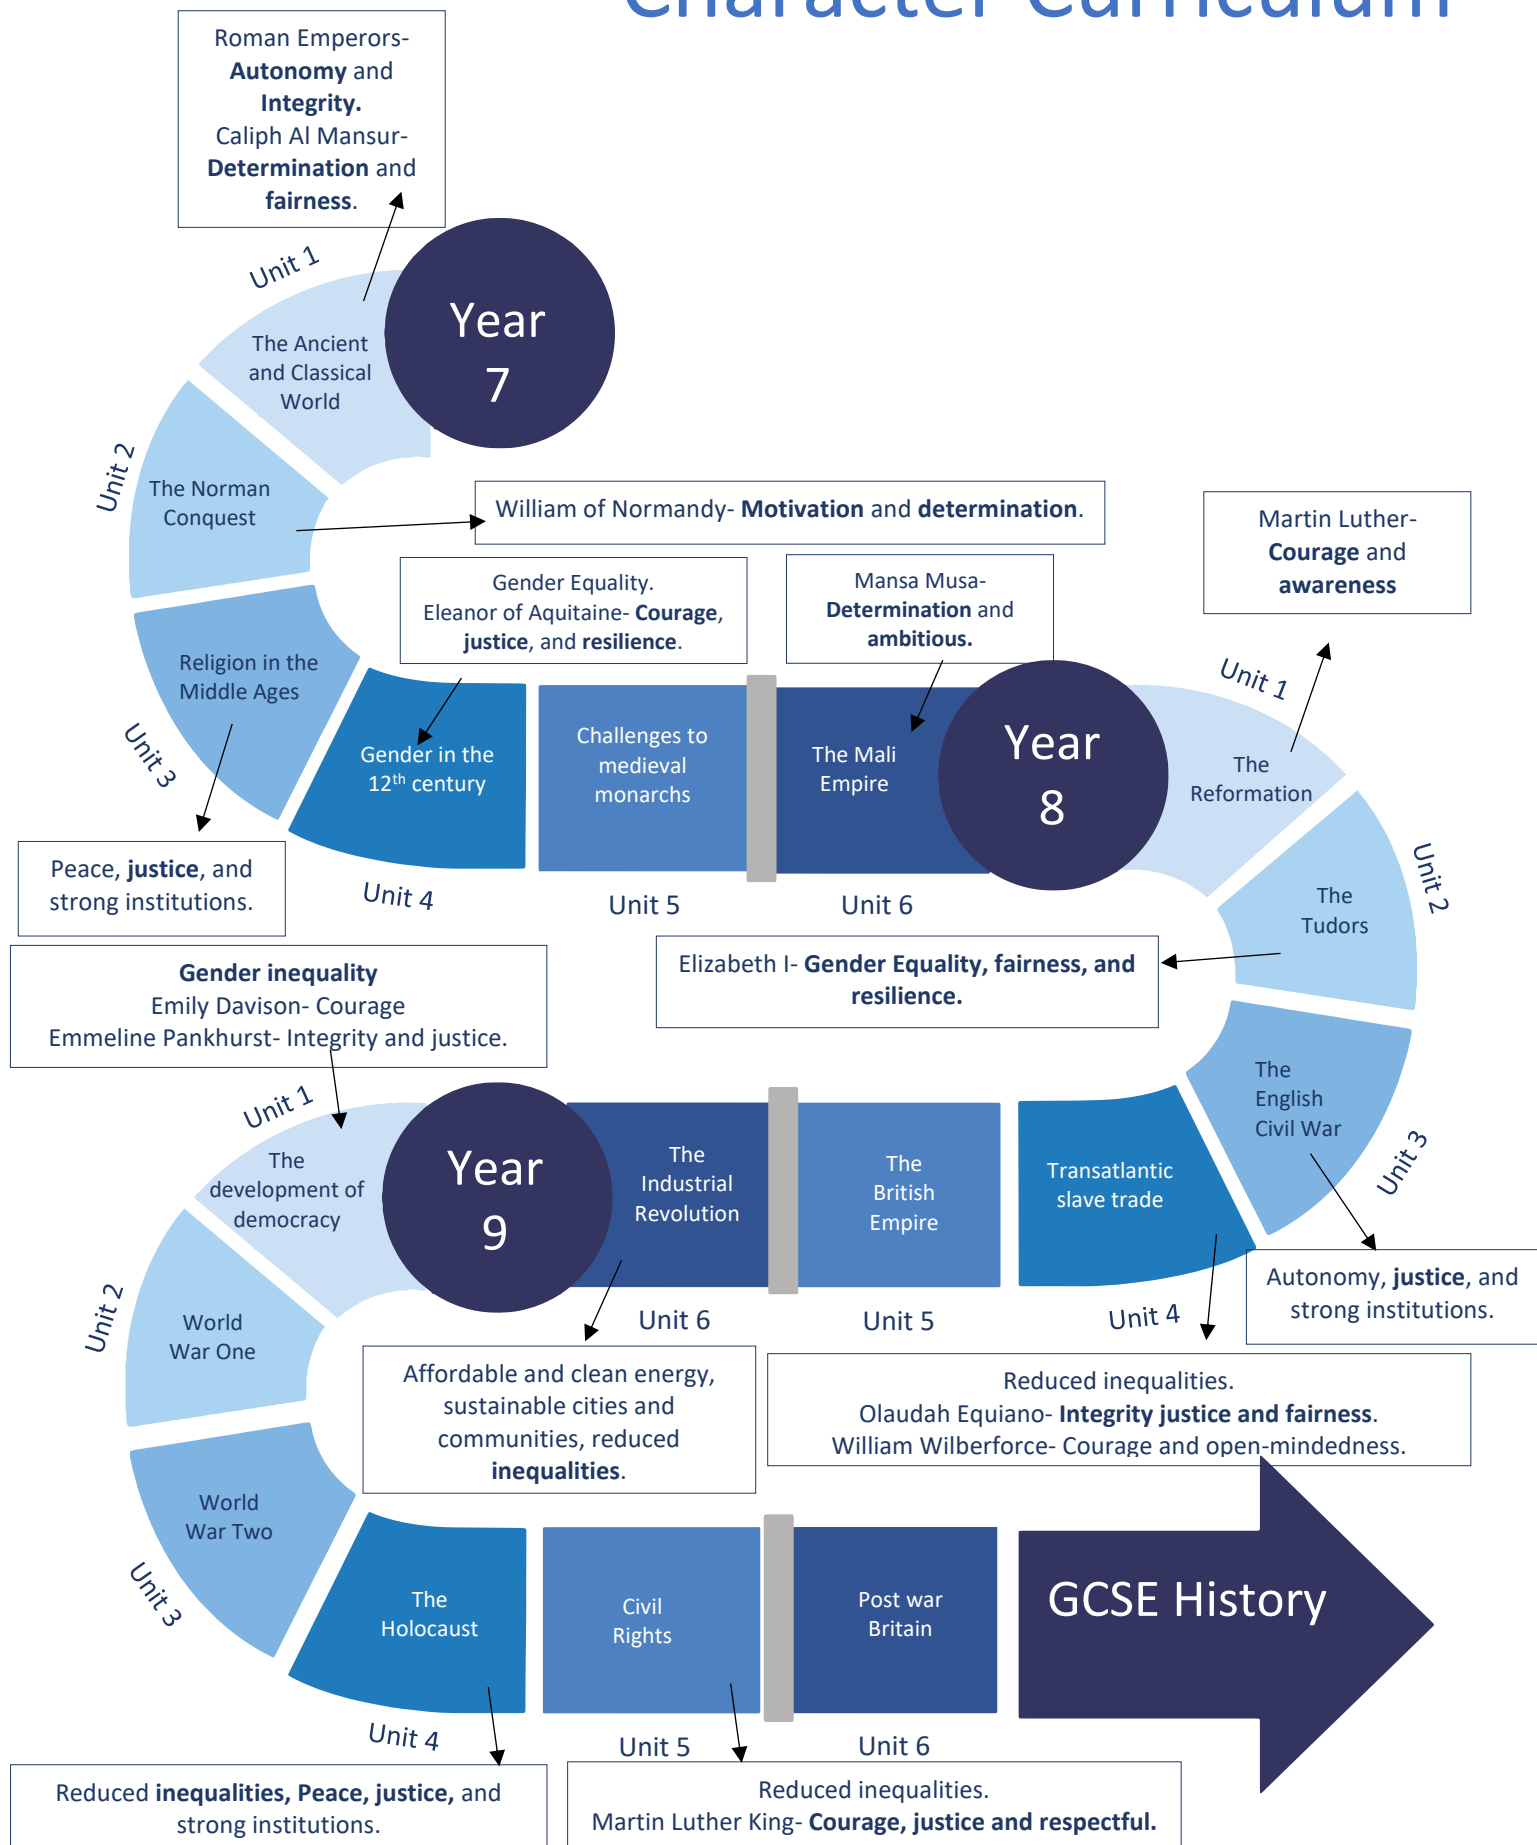 Character Curriculum
Roman Emperors-
Autonomy and
Integrity.
Caliph Al Mansur-
Determination and
fairness.
Unit 1
Year
7
The Ancient
and Classical
World
Unit 2
The Norman
Conquest
William of Normandy- Motivation and determination.
Martin Luther-
Courage and
awareness
Gender Equality.
Eleanor of Aquitaine- Courage,
justice, and resilience.
Mansa Musa-
Determination and
ambitious.
Religion in the
Middle Ages
Unit 3
Gender in the
12th century
Challenges to
medieval
monarchs
The Mali
Empire
Year
8
Unit 1
The
Reformation
Peace, justice, and
strong institutions.
Unit 4
Unit 5
Unit 6
Unit 2
The
Tudors
Elizabeth I- Gender Equality, fairness, and
resilience.
Gender inequality
Emily Davison- Courage
Emmeline Pankhurst- Integrity and justice.
The
English
Civil War
Unit 3
Unit 1
The
development of
democracy
Year
9
The
Industrial
Revolution
The
British
Empire
Transatlantic
slave trade
Autonomy, justice, and
strong institutions.
Unit 2
World
War One
Unit 6
Unit 5
Unit 4
Affordable and clean energy,
sustainable cities and
communities, reduced
inequalities.
Reduced inequalities.
Olaudah Equiano- Integrity justice and fairness.
William Wilberforce- Courage and open-mindedness.
World
War Two
Unit 3
The
Holocaust
Civil
Rights
Post war
Britain
GCSE History
Unit 4
Unit 5
Unit 6
Reduced inequalities, Peace, justice, and
strong institutions.
Reduced inequalities.
Martin Luther King- Courage, justice and respectful.